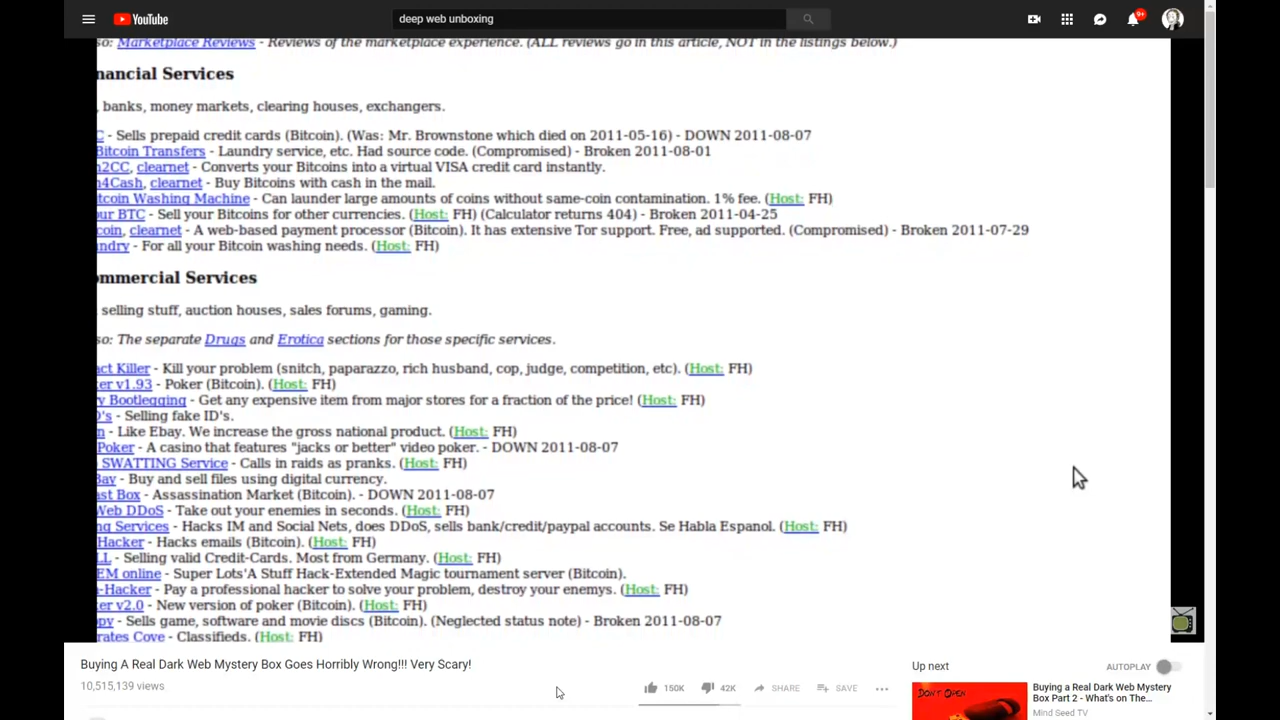 YouTube
deep web unboxing
9+
so: Marketplace Reviews - Reviews of the marketplace experience. (ALL reviews go in this article, NOT in the listings below.)
nancial Services
, banks, money markets, clearing houses, exchangers.
C - Sells prepaid credit cards (Bitcoin). (Was: Mr. Brownstone which died on 2011-05-16) - DOWN 2011-08-07
Bitcoin Transfers - Laundry service, etc. Had source code. (Compromised) - Broken 2011-08-01
n2CC, clearnet - Converts your Bitcoins into a virtual VISA credit card instantly.
n4Cash, clearnet - Buy Bitcoins with cash in the mail.
tcoin Washing Machine - Can launder large amounts of coins without same-coin contamination. 1% fee. (Host: FH)
our BTC - Sell your Bitcoins for other currencies. (Host: FH) (Calculator returns 404) - Broken 2011-04-25
coin, clearnet - A web-based payment processor (Bitcoin). It has extensive Tor support. Free, ad supported. (Compromised) - Broken 2011-07-29
undry - For all your Bitcoin washing needs. (Host: FH)
ommercial Services
selling stuff, auction houses, sales forums, gaming.
so: The separate Drugs and Erotica sections for those specific services.
act Killer - Kill your problem (snitch, paparazzo, rich husband, cop, judge, competition, etc). (Host: FH)
er v1.93 - Poker (Bitcoin). (Host: FH)
ry Bootlegging - Get any expensive item from major stores for a fraction of the price! (Host: FH)
D's - Selling fake ID's.
n - Like Ebay. We increase the gross national product. (Host: FH)
Poker - A casino that features "jacks or better" video poker. - DOWN 2011-08-07
SWATTING Service - Calls in raids as pranks. (Host: FH)
Bay - Buy and sell files using digital currency.
ast Box - Assassination Market (Bitcoin). - DOWN 2011-08-07
Web DDoS - Take out your enemies in seconds. (Host: FH)
ng Services - Hacks IM and Social Nets, does DDoS, sells bank/credit/paypal accounts. Se Habla Espanol. (Host: FH)
Hacker - Hacks emails (Bitcoin). (Host: FH)
LL - Selling valid Credit-Cards. Most from Germany. (Host: FH)
EM online - Super Lots'A Stuff Hack-Extended Magic tournament server (Bitcoin).
a-Hacker - Pay a professional hacker to solve your problem, destroy your enemys. (Host: FH)
er v2.0 - New version of poker (Bitcoin). (Host: FH)
opy - Sells game, software and movie discs (Bitcoin). (Neglected status note) - Broken 2011-08-07
rates Cove - Classifieds. (Host: FH)
Buying A Real Dark Web Mystery Box Goes Horribly Wrong!!! Very Scary!
10,515,139 views
150K
42K
SHARE
SAVE
Up next
AUTOPLAY
DON'T OPEN
Buying a Real Dark Web Mystery
Box Part 2 - What's on The...
Mind Seed TV